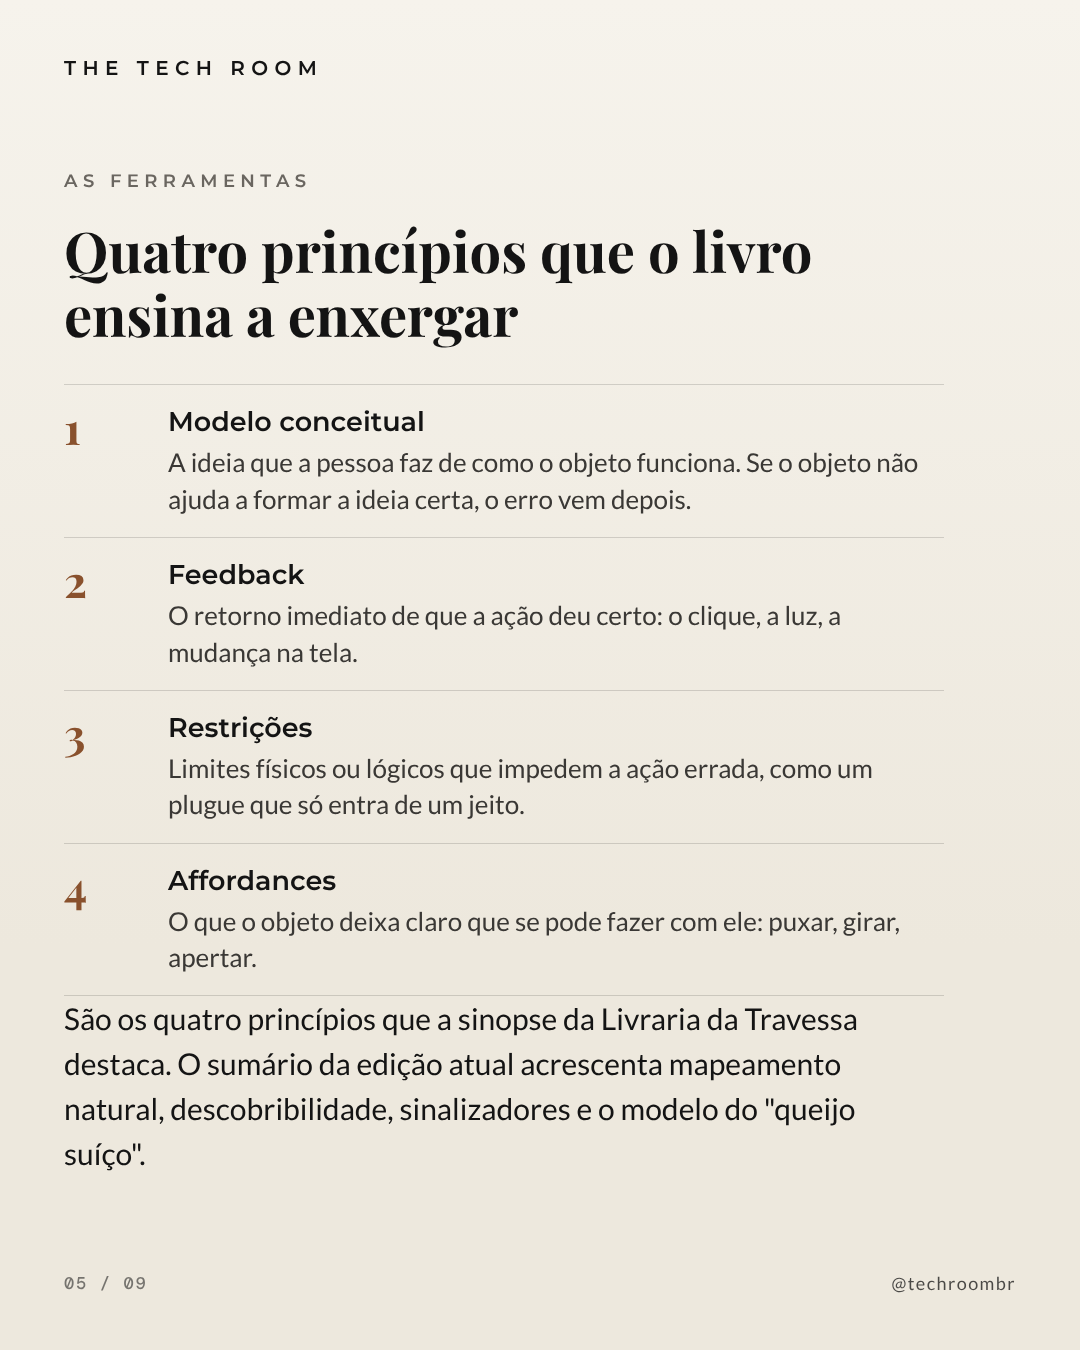 THE TECH ROOM
AS FERRAMENTAS
Quatro princípios que o livro
ensina a enxergar
1
Modelo conceitual
A ideia que a pessoa faz de como o objeto funciona. Se o objeto não
ajuda a formar a ideia certa, o erro vem depois.
2
Feedback
O retorno imediato de que a ação deu certo: o clique, a luz, a
mudança na tela.
3
Restrições
Limites físicos ou lógicos que impedem a ação errada, como um
plugue que só entra de um jeito.
4
Affordances
O que o objeto deixa claro que se pode fazer com ele: puxar, girar,
apertar.
São os quatro princípios que a sinopse da Livraria da Travessa
destaca. O sumário da edição atual acrescenta mapeamento
natural, descobribilidade, sinalizadores e o modelo do "queijo
suíço".
05 / 09
@techroombr